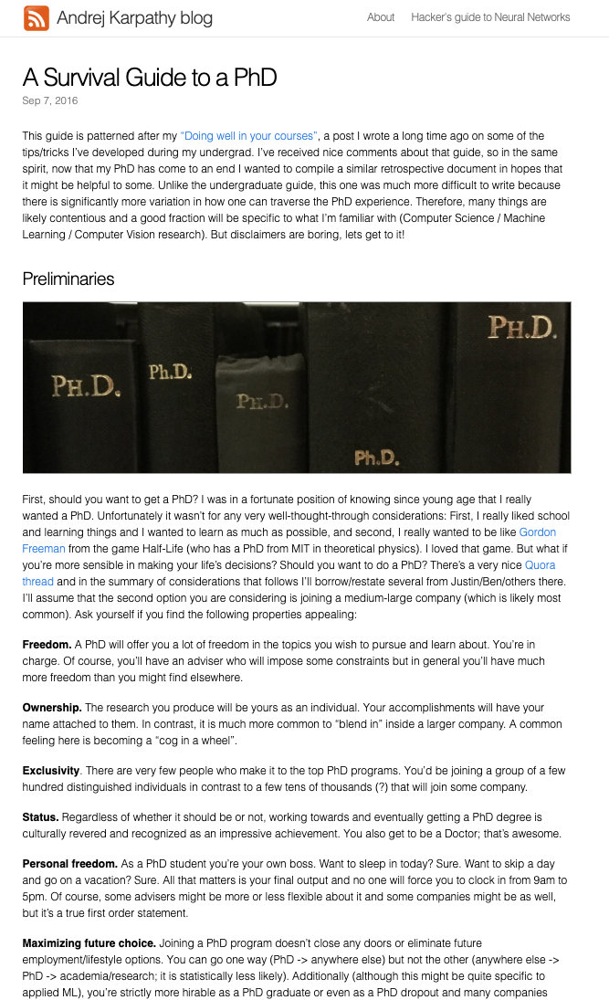 Andrej Karpathy blog
About
Hacker's guide to Neural Networks
A Survival Guide to a PhD
Sep 7, 2016
This guide is patterned after my “Doing well in your courses”, a post I wrote a long time ago on some of the
tips/tricks I’ve developed during my undergrad. I’ve received nice comments about that guide, so in the same
spirit, now that my PhD has come to an end I wanted to compile a similar retrospective document in hopes that
it might be helpful to some. Unlike the undergraduate guide, this one was much more difficult to write because
there is significantly more variation in how one can traverse the PhD experience. Therefore, many things are
likely contentious and a good fraction will be specific to what I’m familiar with (Computer Science / Machine
Learning / Computer Vision research). But disclaimers are boring, lets get to it!
Preliminaries
PH.D.
Ph.D.
PH.D.
Ph.D.
PH.D.
First, should you want to get a PhD? I was in a fortunate position of knowing since young age that I really
wanted a PhD. Unfortunately it wasn’t for any very well-thought-through considerations: First, I really liked school
and learning things and I wanted to learn as much as possible, and second, I really wanted to be like Gordon
Freeman from the game Half-Life (who has a PhD from MIT in theoretical physics). I loved that game. But what if
you’re more sensible in making your life’s decisions? Should you want to do a PhD? There’s a very nice Quora
thread and in the summary of considerations that follows I’ll borrow/restate several from Justin/Ben/others there.
I’ll assume that the second option you are considering is joining a medium-large company (which is likely most
common). Ask yourself if you find the following properties appealing:
Freedom. A PhD will offer you a lot of freedom in the topics you wish to pursue and learn about. You’re in
charge. Of course, you’ll have an adviser who will impose some constraints but in general you’ll have much
more freedom than you might find elsewhere.
Ownership. The research you produce will be yours as an individual. Your accomplishments will have your
name attached to them. In contrast, it is much more common to “blend in” inside a larger company. A common
feeling here is becoming a “cog in a wheel”.
Exclusivity. There are very few people who make it to the top PhD programs. You’d be joining a group of a few
hundred distinguished individuals in contrast to a few tens of thousands (?) that will join some company.
Status. Regardless of whether it should be or not, working towards and eventually getting a PhD degree is
culturally revered and recognized as an impressive achievement. You also get to be a Doctor; that’s awesome.
Personal freedom. As a PhD student you’re your own boss. Want to sleep in today? Sure. Want to skip a day
and go on a vacation? Sure. All that matters is your final output and no one will force you to clock in from 9am to
5pm. Of course, some advisers might be more or less flexible about it and some companies might be as well,
but it’s a true first order statement.
Maximizing future choice. Joining a PhD program doesn’t close any doors or eliminate future
employment/lifestyle options. You can go one way (PhD -> anywhere else) but not the other (anywhere else ->
PhD -> academia/research; it is statistically less likely). Additionally (although this might be quite specific to
applied ML), you’re strictly more hirable as a PhD graduate or even as a PhD dropout and many companies